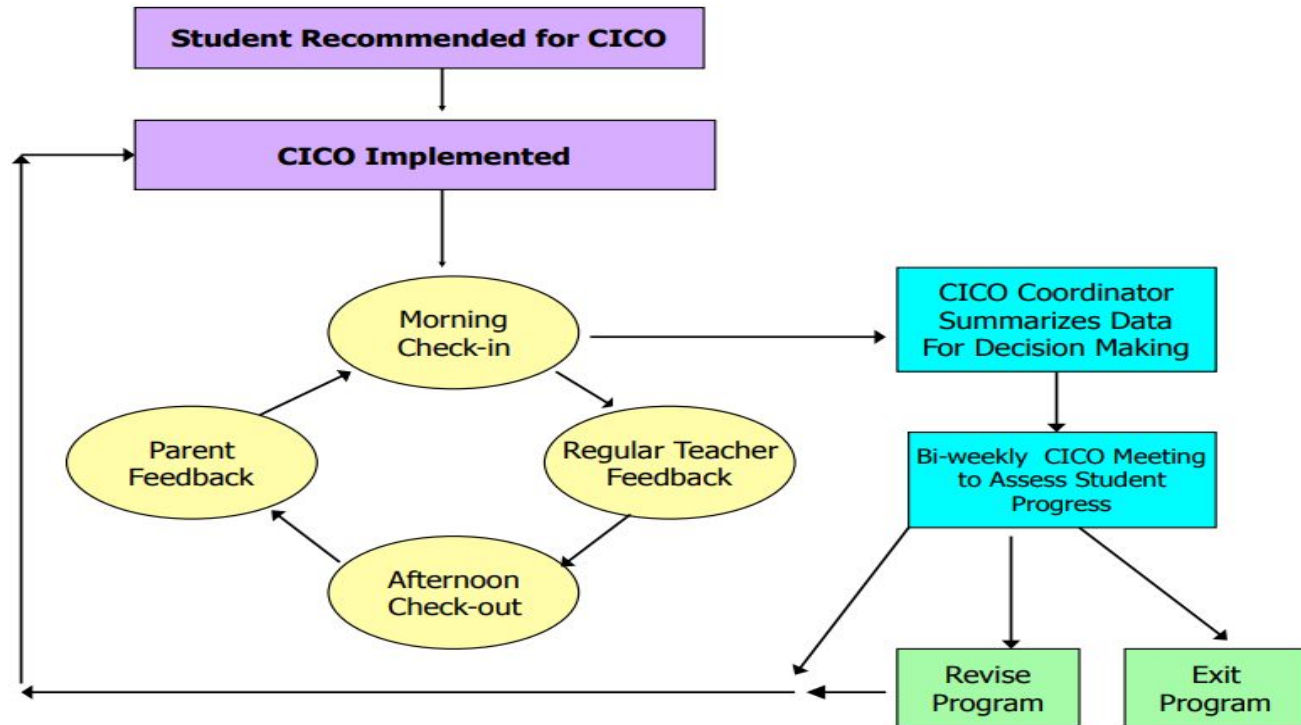 Student Recommended for CICO
CICO Implemented
Morning
Check-in
CICO Coordinator
Summarizes Data
For Decision Making
Parent
Feedback
Regular Teacher
Feedback
Bi-weekly CICO Meeting
to Assess Student
Progress
Afternoon
Check-out
Revise
Program
Exit
Program